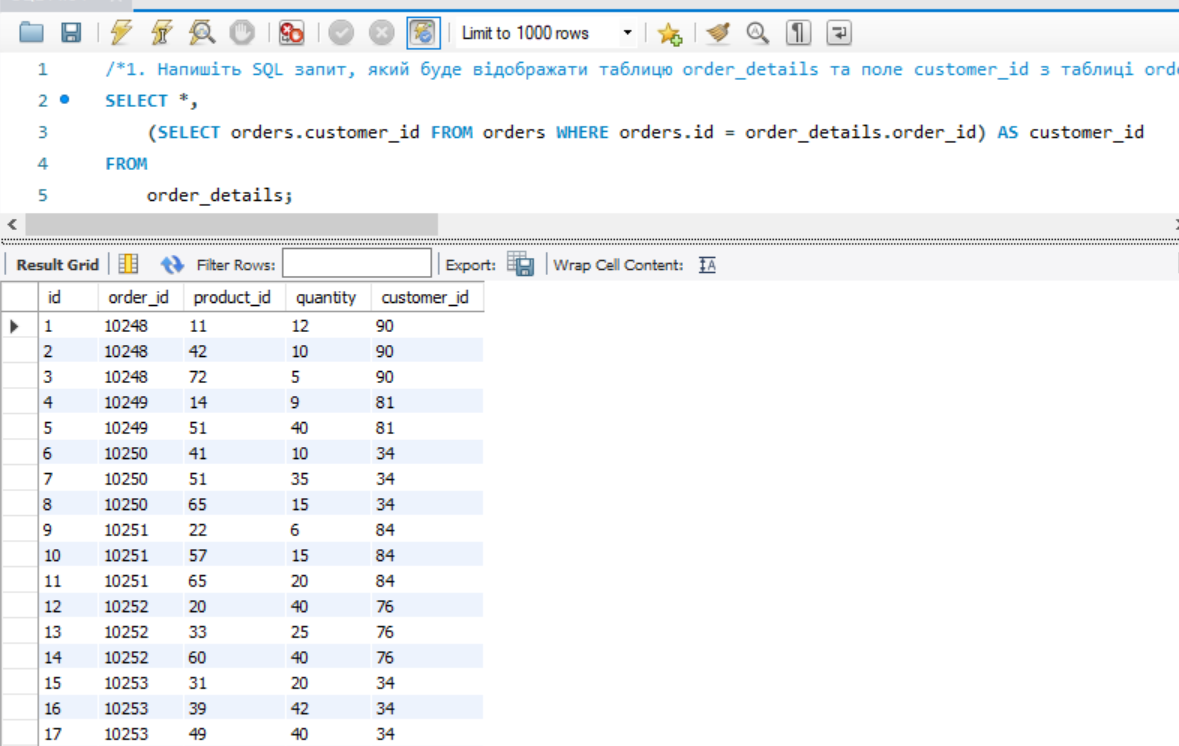 Limit to 1000 rows
1 /*1. Напишіть SQL запит, який буде відображати таблицю order_details та поле customer_id з таблиці orde
2 SELECT *,
3 (SELECT orders.customer_id FROM orders WHERE orders.id = order_details.order_id) AS customer_id
4 FROM
5 order_details;
Result Grid Filter Rows: Export: Wrap Cell Content:
id order_id product_id quantity customer_id
1 10248 11 12 90
2 10248 42 10 90
3 10248 72 5 90
4 10249 14 9 81
5 10249 51 40 81
6 10250 41 10 34
7 10250 51 35 34
8 10250 65 15 34
9 10251 22 6 84
10 10251 57 15 84
11 10251 65 20 84
12 10252 20 40 76
13 10252 33 25 76
14 10252 60 40 76
15 10253 31 20 34
16 10253 39 42 34
17 10253 49 40 34